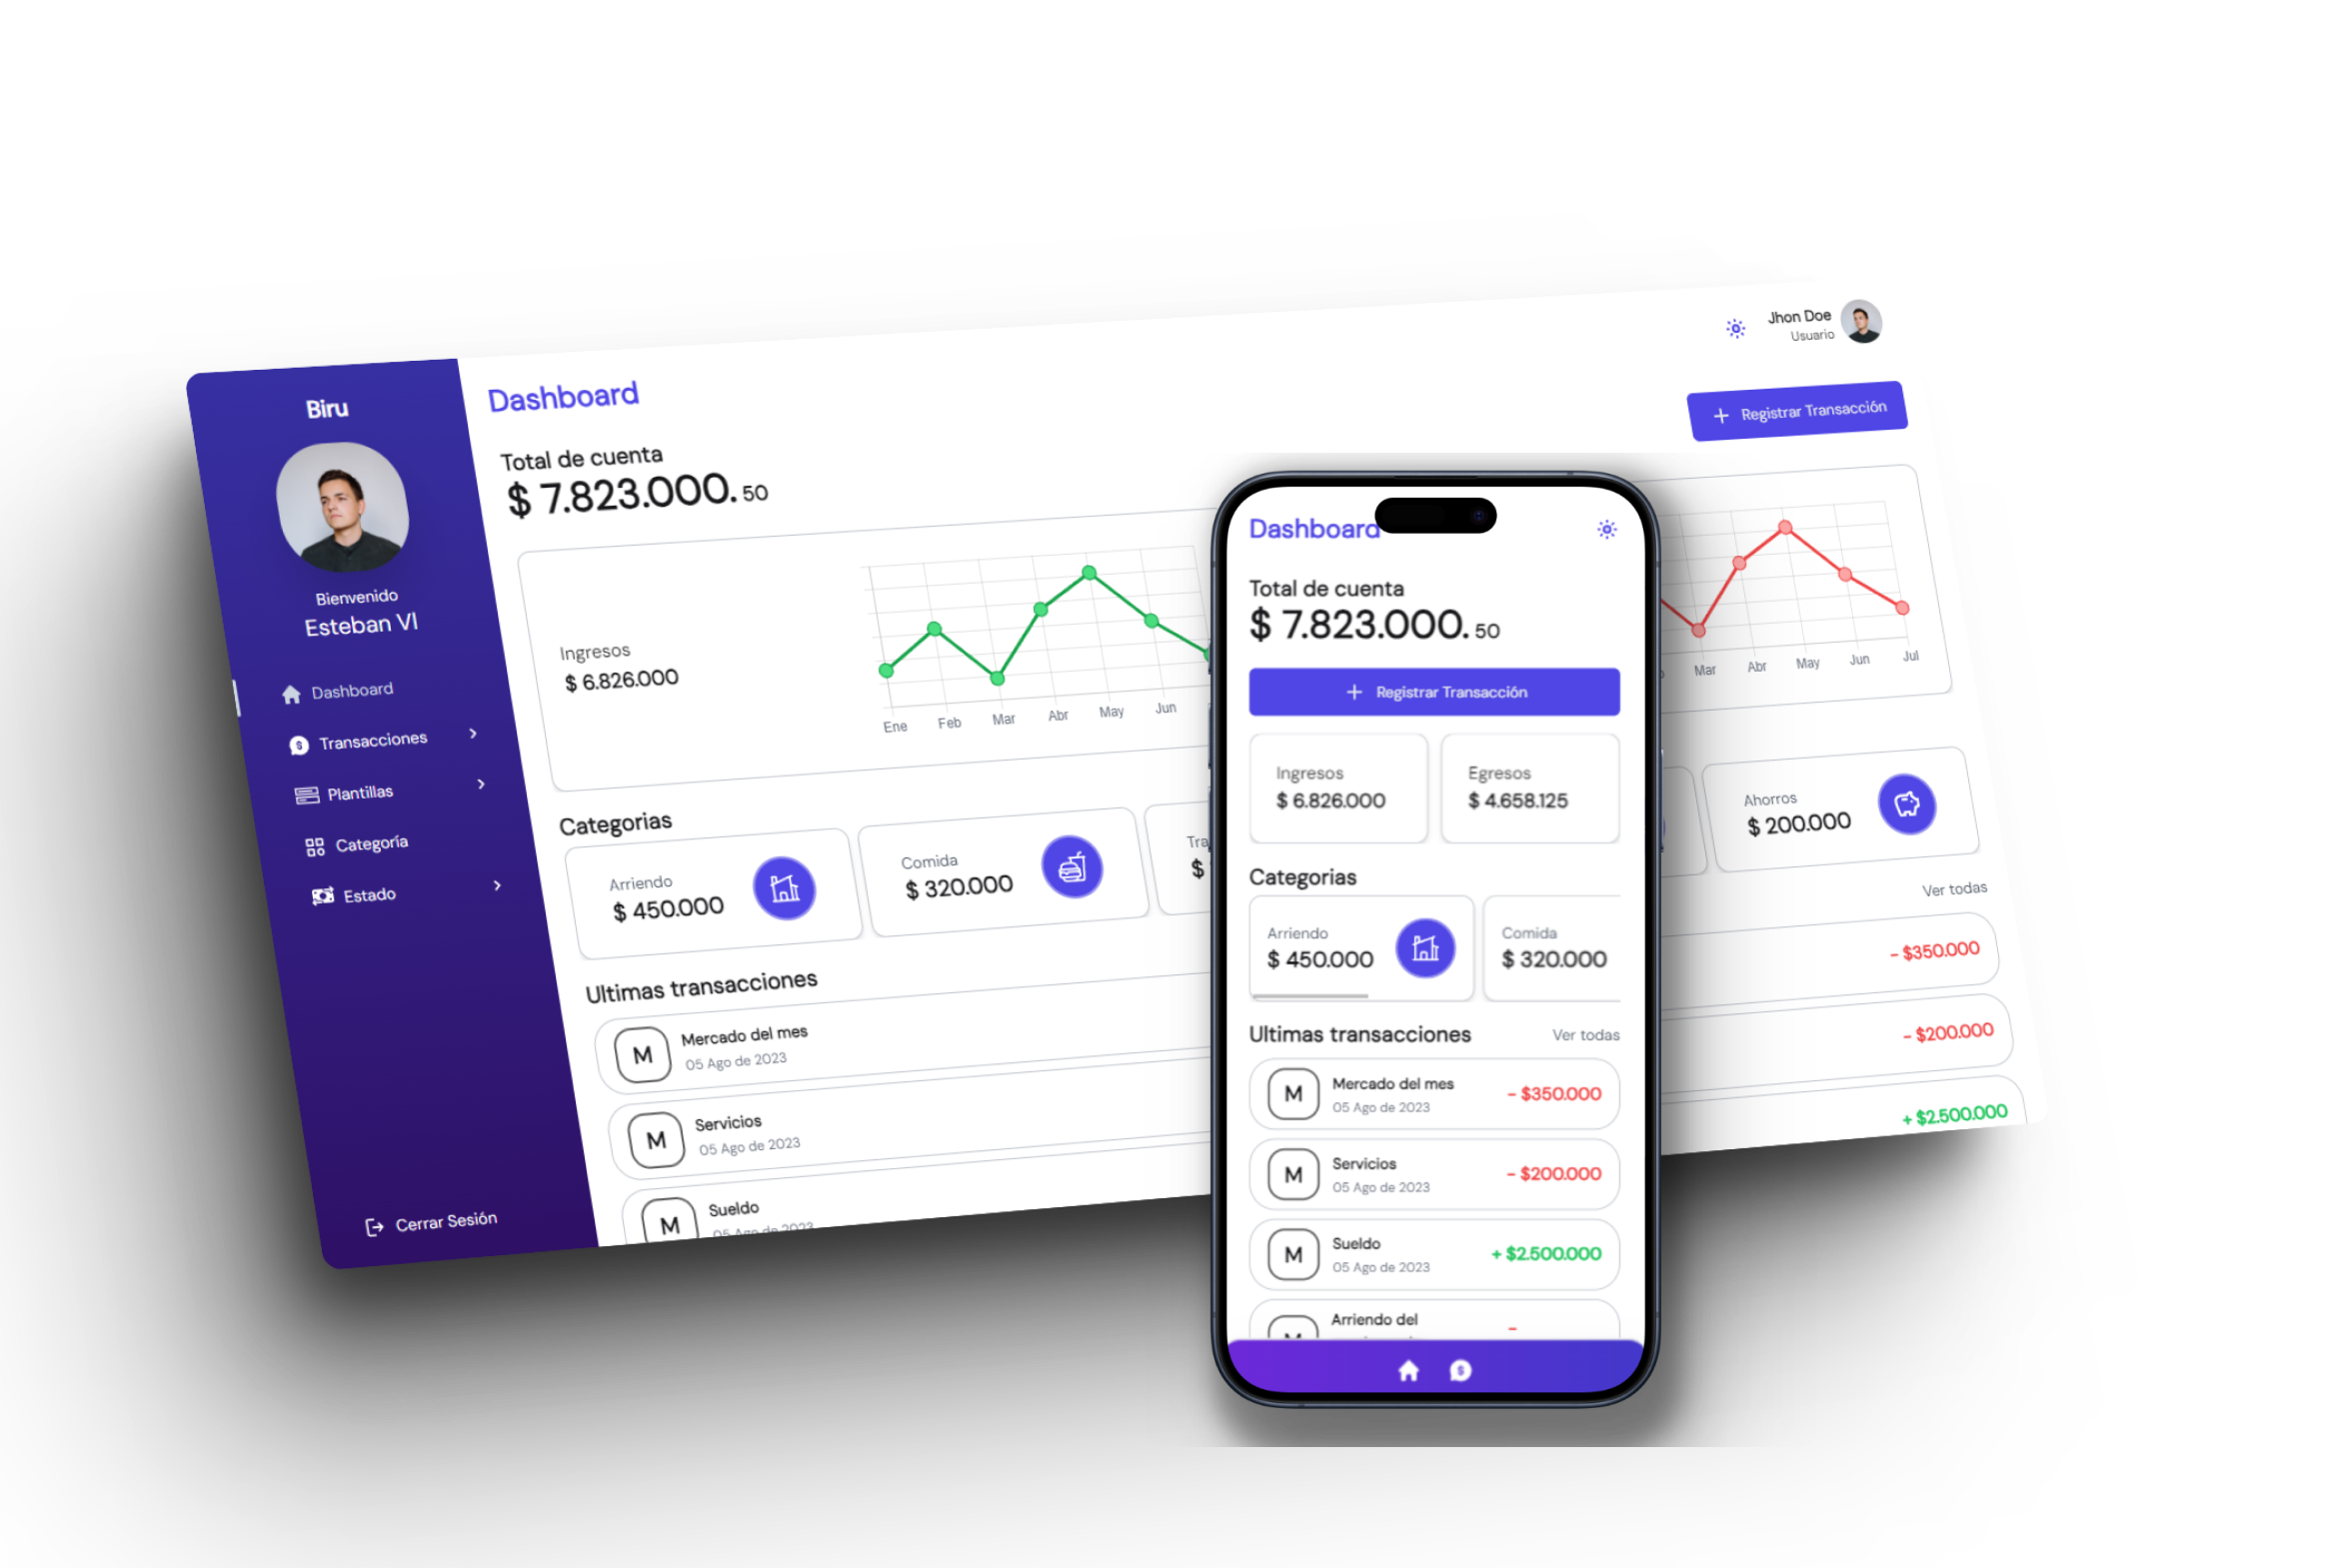 Biru
Bienvenido
Esteban VI
Dashboard
Transacciones
Plantillas
Categoría
Estado
Cerrar Sesión
Jhon Doe
Usuario
Dashboard
Registrar Transacción
Total de cuenta
$ 7.823.000. 50
Ingresos
$ 6.826.000
Ene Feb Mar Abr May Jun
Mar Abr May Jun Jul
Categorias
Arriendo
$ 450.000
Comida
$ 320.000
$
Ahorros
$ 200.000
Ultimas transacciones
Ver todas
M
Mercado del mes
05 Ago de 2023
- $350.000
M
Servicios
05 Ago de 2023
- $200.000
M
Sueldo
05 Ago de 2023
+ $2.500.000
Dashboard
Total de cuenta
$ 7.823.000. 50
Registrar Transacción
Ingresos
$ 6.826.000
Egresos
$ 4.658.125
Categorias
Arriendo
$ 450.000
Comida
$ 320.000
Ultimas transacciones
Ver todas
M
Mercado del mes
05 Ago de 2023
- $350.000
M
Servicios
05 Ago de 2023
- $200.000
M
Sueldo
05 Ago de 2023
+ $2.500.000
M
Arriendo del
-